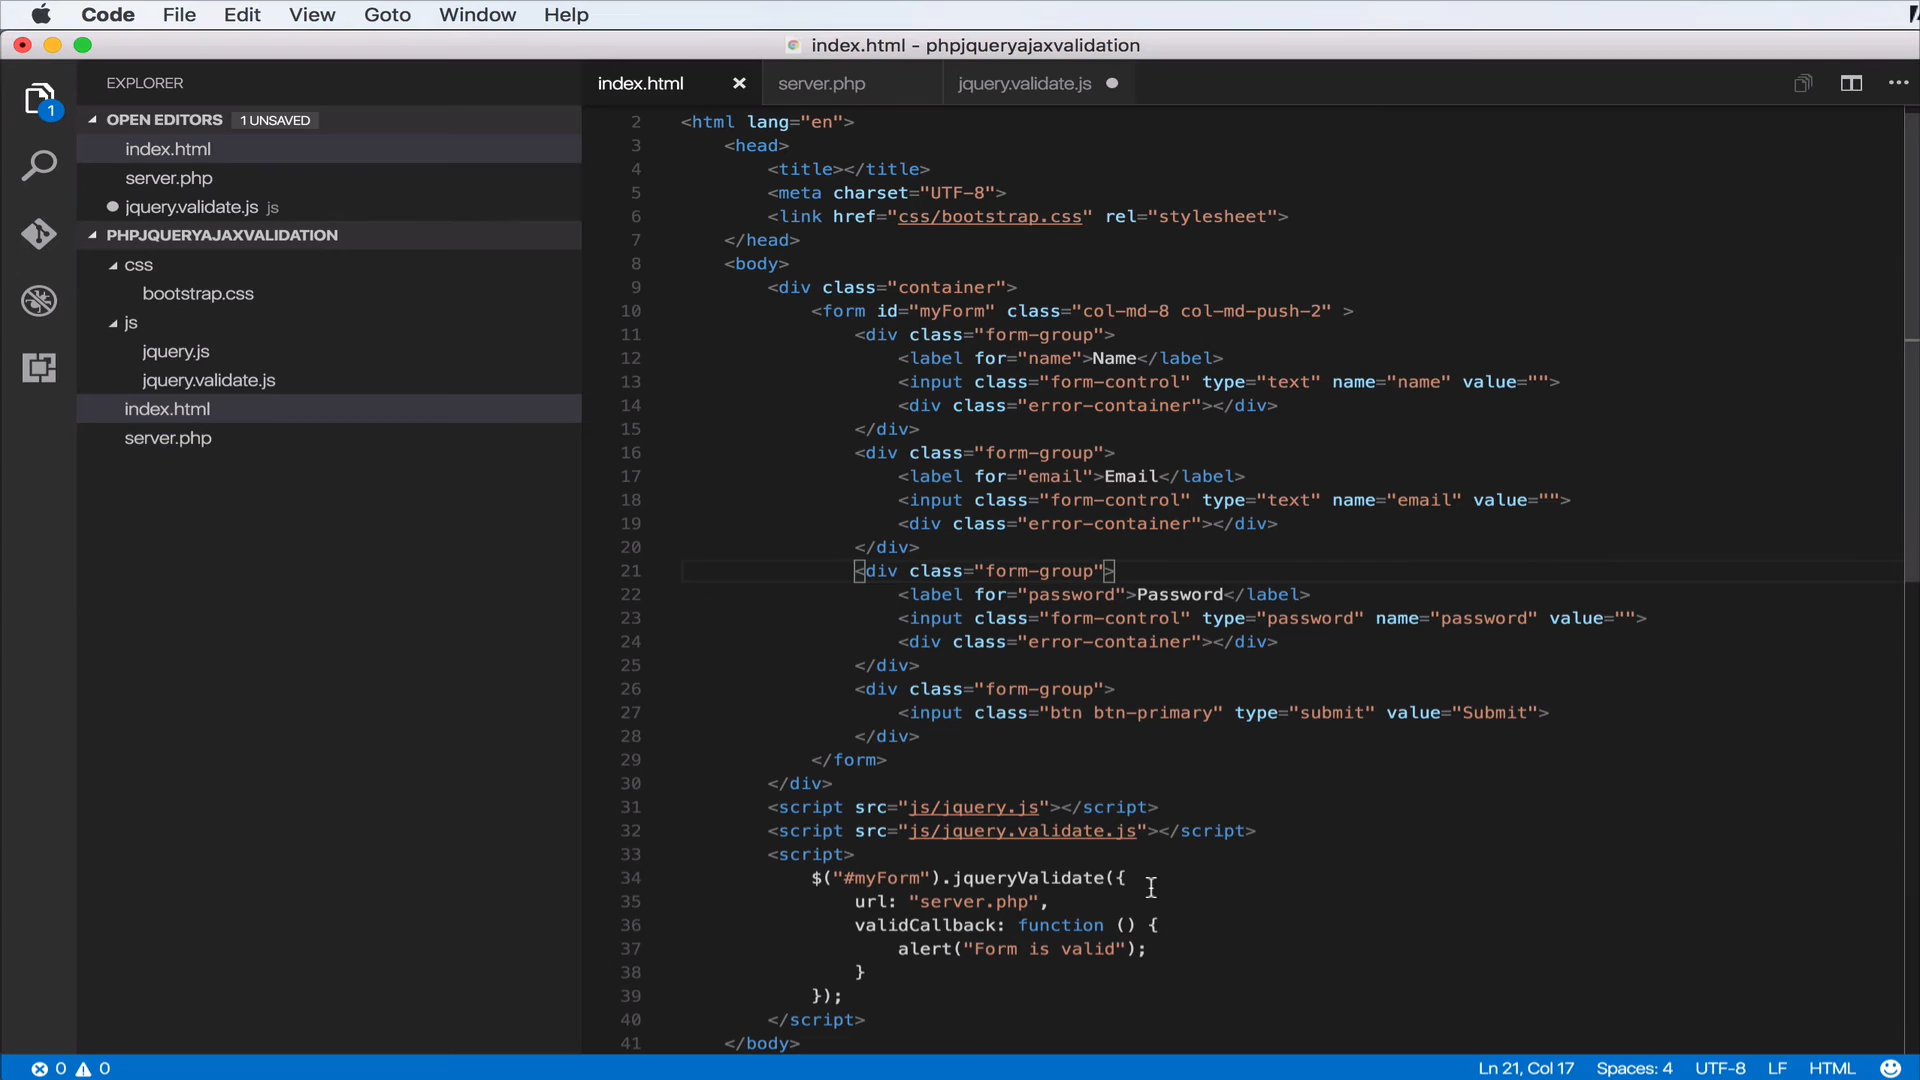 Code File Edit View Goto Window Help
index.html - phpjqueryajaxvalidation
EXPLORER
OPEN EDITORS 1 UNSAVED
index.html
server.php
jquery.validate.js js
PHPJQUERYAJAXVALIDATION
css
bootstrap.css
js
jquery.js
jquery.validate.js
index.html
server.php
1
index.html server.php jquery.validate.js
2 <html lang="en">
3 <head>
4 <title></title>
5 <meta charset="UTF-8">
6 <link href="css/bootstrap.css" rel="stylesheet">
7 </head>
8 <body>
9 <div class="container">
10 <form id="myForm" class="col-md-8 col-md-push-2" >
11 <div class="form-group">
12 <label for="name">Name</label>
13 <input class="form-control" type="text" name="name" value="">
14 <div class="error-container"></div>
15 </div>
16 <div class="form-group">
17 <label for="email">Email</label>
18 <input class="form-control" type="text" name="email" value="">
19 <div class="error-container"></div>
20 </div>
21 <div class="form-group">
22 <label for="password">Password</label>
23 <input class="form-control" type="password" name="password" value="">
24 <div class="error-container"></div>
25 </div>
26 <div class="form-group">
27 <input class="btn btn-primary" type="submit" value="Submit">
28 </div>
29 </form>
30 </div>
31 <script src="js/jquery.js"></script>
32 <script src="js/jquery.validate.js"></script>
33 <script>
34 $("#myForm").jqueryValidate({
35 url: "server.php",
36 validCallback: function () {
37 alert("Form is valid");
38 }
39 });
40 </script>
41 </body>
0 0 Ln 21, Col 17 Spaces: 4 UTF-8 LF HTML